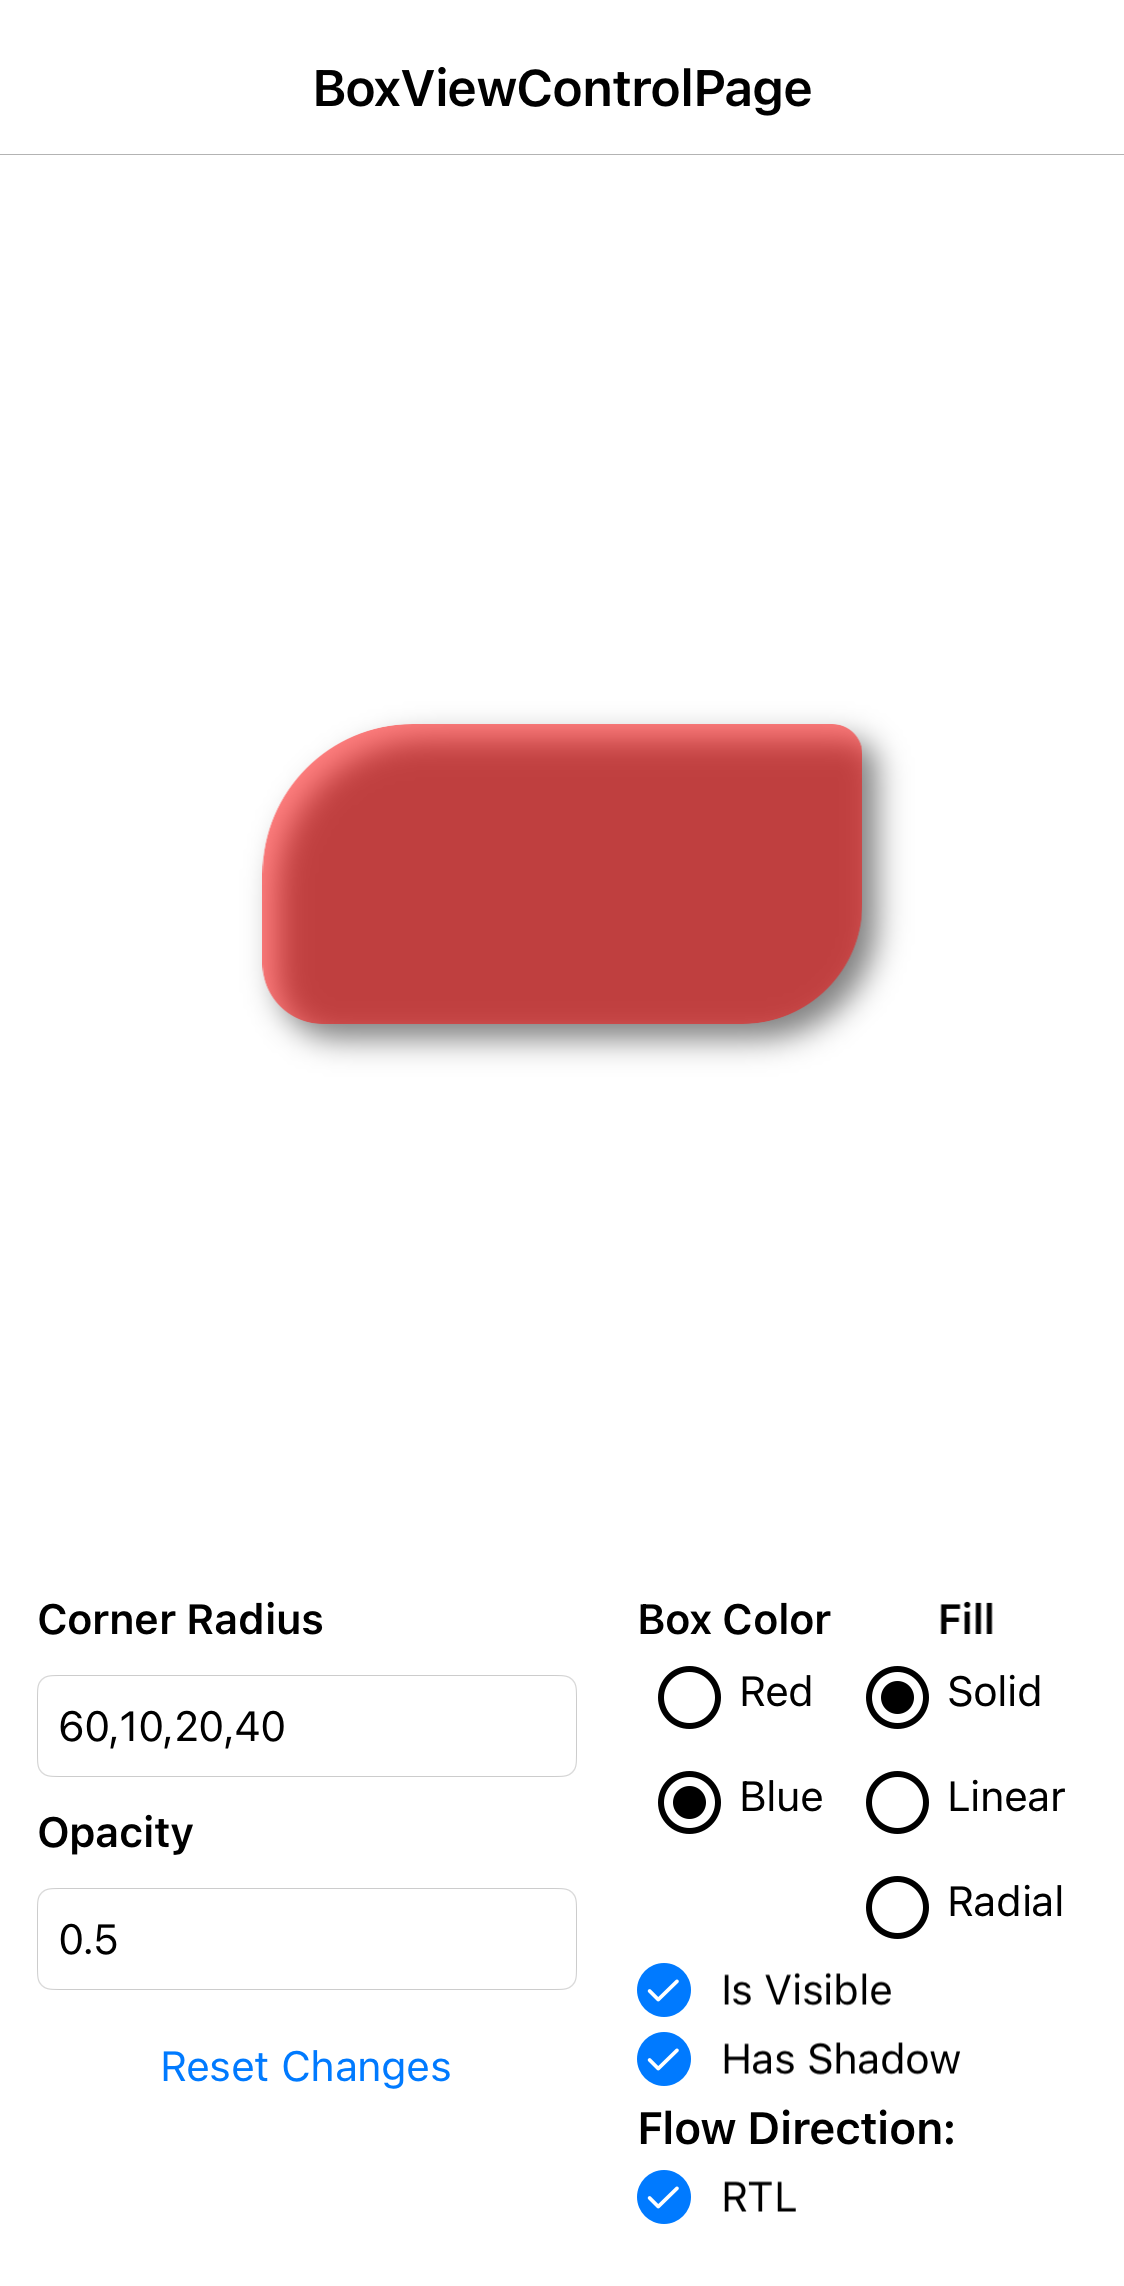 BoxViewControlPage
Corner Radius
60,10,20,40
Opacity
0.5
Reset Changes
Box Color
Red
Blue
Fill
Solid
Linear
Radial
Is Visible
Has Shadow
Flow Direction:
RTL